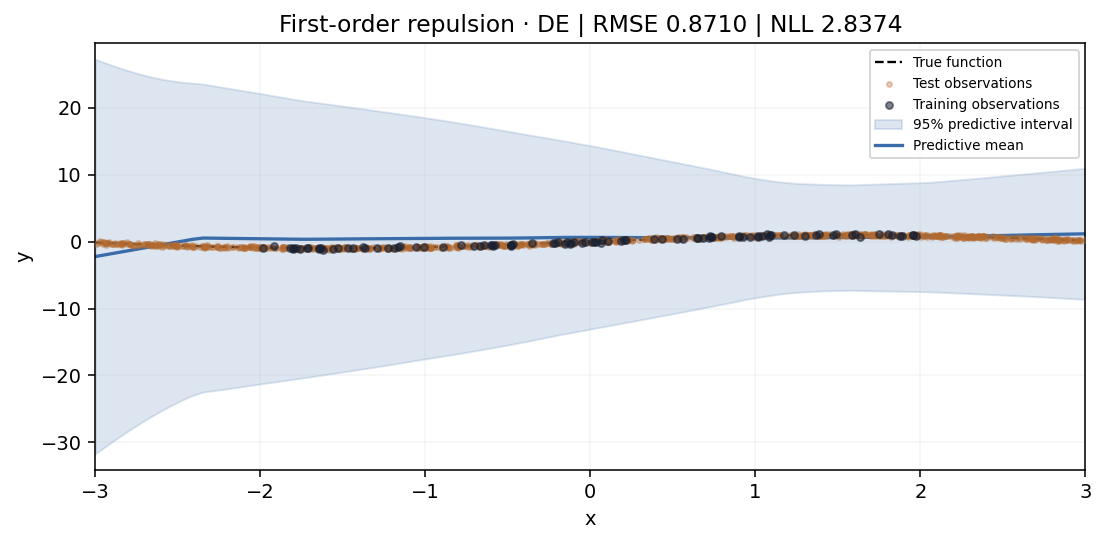 First-order repulsion · DE | RMSE 0.8710 | NLL 2.8374
True function
Test observations
Training observations
95% predictive interval
Predictive mean
20
10
0
−10
−20
−30
y
−3
−2
−1
0
1
2
3
x